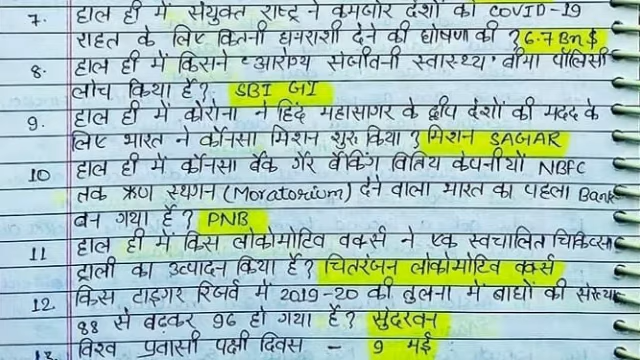 7. हाल ही में संयुक्त राष्ट्र ने कमजोर देशों को COVID-19
राहत के लिए कितनी धनराशी देने की घोषणा की ? 6.7 Bn $
8. हाल ही में किसने 'आरोग्य संजीवनी स्वास्थ्य' बीमा पॉलिसी
लॉच किया है? SBI GI
9. हाल ही में कोरोना ने हिंद महासागर के द्वीप देशों की मदद के
लिए भारत ने कौनसा मिशन शुरू किया ? मिशन SAGAR
10 हाल ही में कौनसा बैंक गैर बैंकिंग वित्तिय कंपनीयों NBFC
तक ऋण स्थगन (Moratorium) देने वाला भारत का पहला Bank
बन गया है ? PNB
11 हाल ही में किस लोकोमोटिव वर्क्स ने एक स्वचालित चिकित्सा
ट्राली का उत्पादन किया है? चितरंजन लोकोमोटिव वर्क्स
12. किस टाइगर रिजर्व में 2019-20 की तुलना में बाघों की संख्या
88 से बढ़कर 96 हो गया है? सुंदरवन
13. विश्व प्रवासी पक्षी दिवस - 9 मई